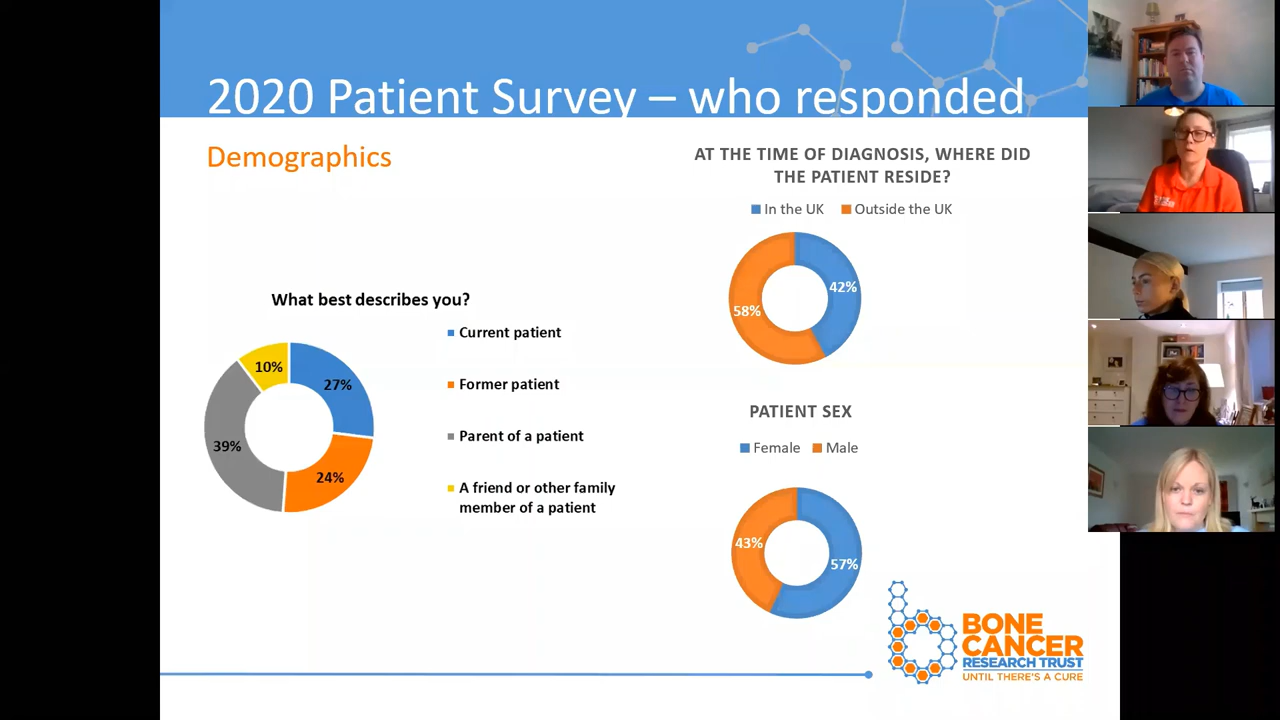 2020 Patient Survey – who responded
Demographics
What best describes you?
Current patient
Former patient
Parent of a patient
A friend or other family
member of a patient
10%
27%
39%
24%
AT THE TIME OF DIAGNOSIS, WHERE DID
THE PATIENT RESIDE?
In the UK
Outside the UK
42%
58%
PATIENT SEX
Female
Male
43%
57%
BONE
CANCER
RESEARCH TRUST
UNTIL THERE'S A CURE